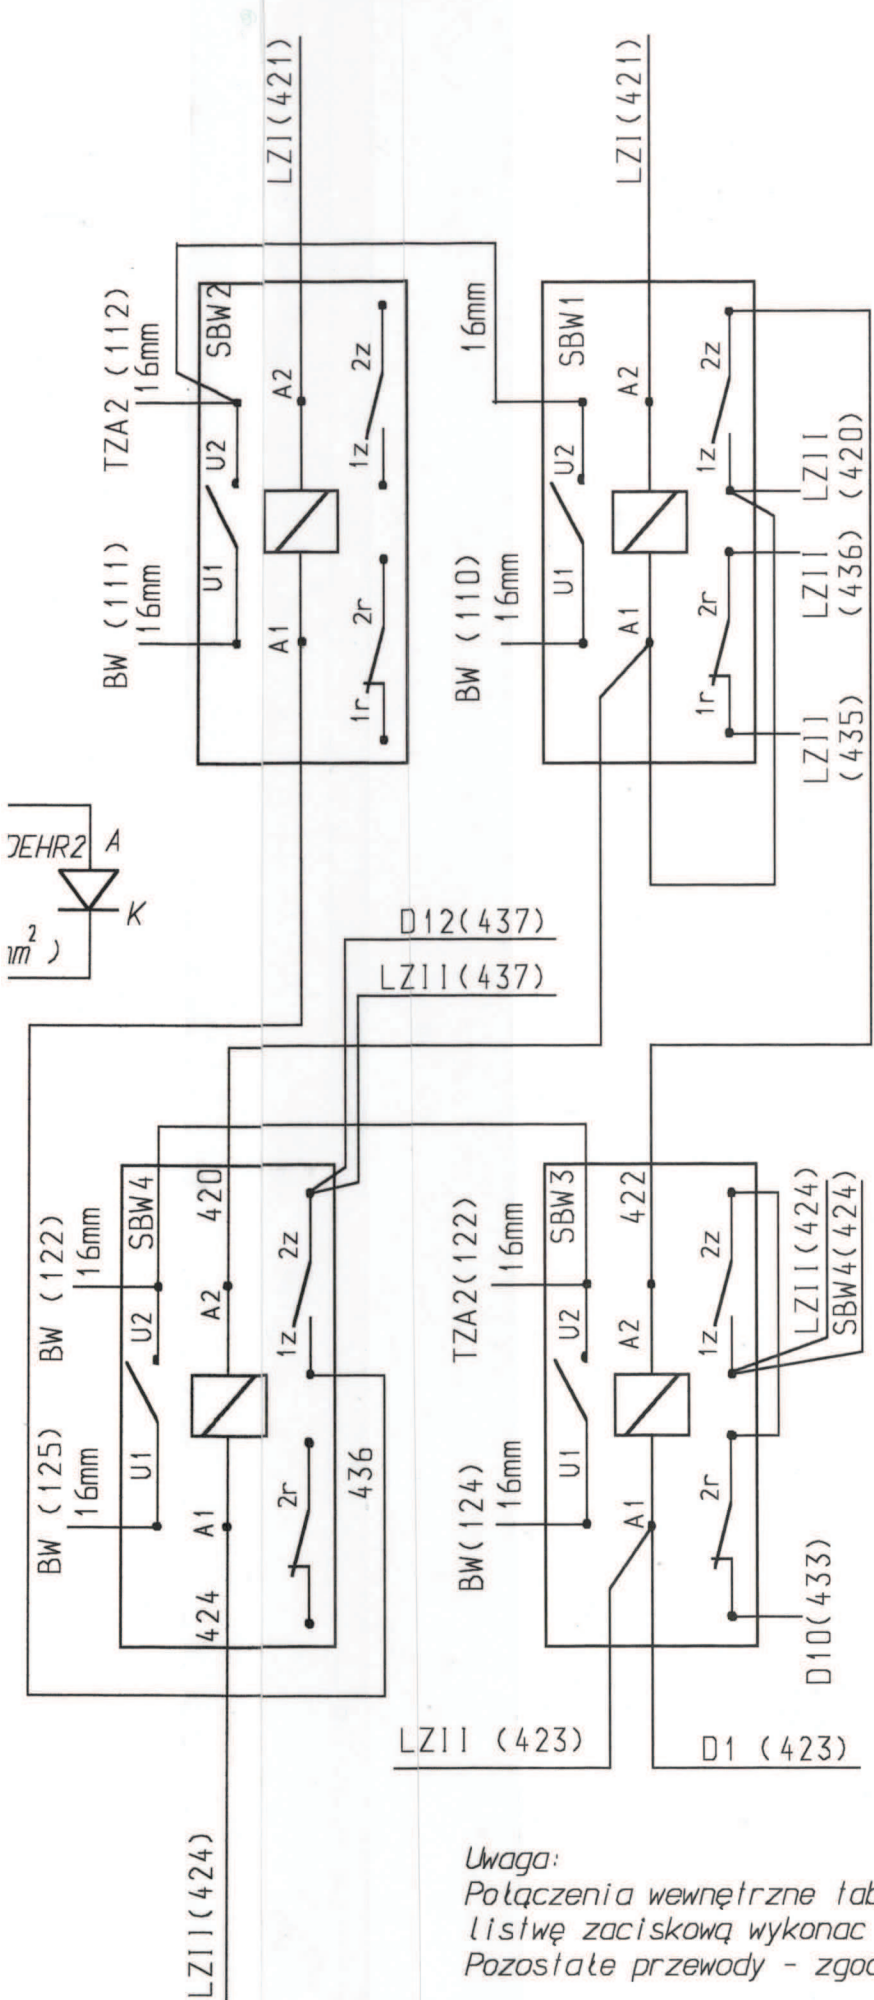 LZI(421)
LZI(421)
TZA2 (112)
16mm
SBW2
16mm
SBW1
A2
2z
A2
2z
U2
1z
U2
1z
LZII
(420)
BW (111)
16mm
U1
A1
2r
1r
BW (110)
16mm
U1
A1
2r
1r
LZII
(436)
LZII
(435)
A
K
D12(437)
LZII(437)
BW (122)
16mm
SBW4
420
U2
A2
2z
1z
TZA2(122)
16mm
SBW3
422
U2
A2
2z
1z
LZII(424)
SBW4(424)
BW (125)
16mm
U1
A1
2r
436
424
BW(124)
16mm
U1
A1
2r
D10(433)
LZII (423)
D1 (423)
LZII(424)
Uwaga:
Połączenia wewnętrzne tab
listwę zaciskową wykonac
Pozostałe przewody - zgod